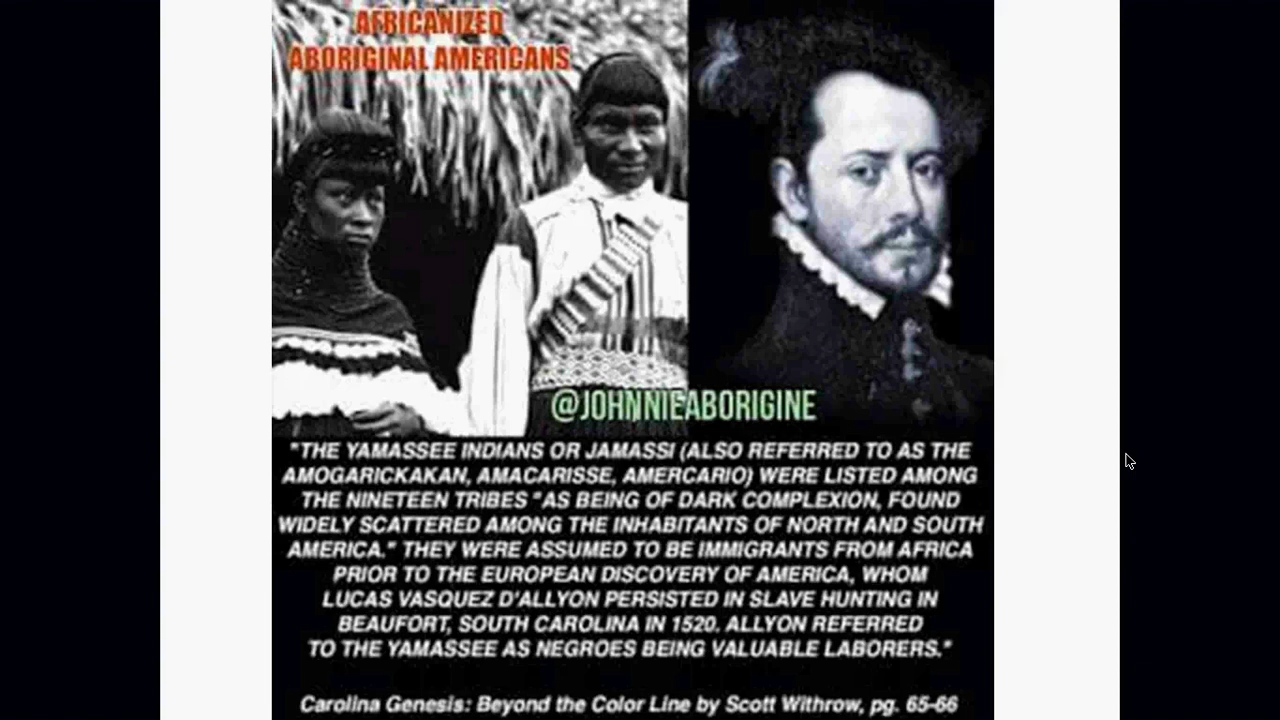 AFRICANIZED
ABORIGINAL AMERICANS
@JOHNNIEABORIGINE
"THE YAMASSEE INDIANS OR JAMASSI (ALSO REFERRED TO AS THE
AMOGARICKAKAN, AMACARISSE, AMERCARIO) WERE LISTED AMONG
THE NINETEEN TRIBES "AS BEING OF DARK COMPLEXION, FOUND
WIDELY SCATTERED AMONG THE INHABITANTS OF NORTH AND SOUTH
AMERICA." THEY WERE ASSUMED TO BE IMMIGRANTS FROM AFRICA
PRIOR TO THE EUROPEAN DISCOVERY OF AMERICA, WHOM
LUCAS VASQUEZ D'ALLYON PERSISTED IN SLAVE HUNTING IN
BEAUFORT, SOUTH CAROLINA IN 1520. ALLYON REFERRED
TO THE YAMASSEE AS NEGROES BEING VALUABLE LABORERS."
Carolina Genesis: Beyond the Color Line by Scott Withrow, pg. 65-66